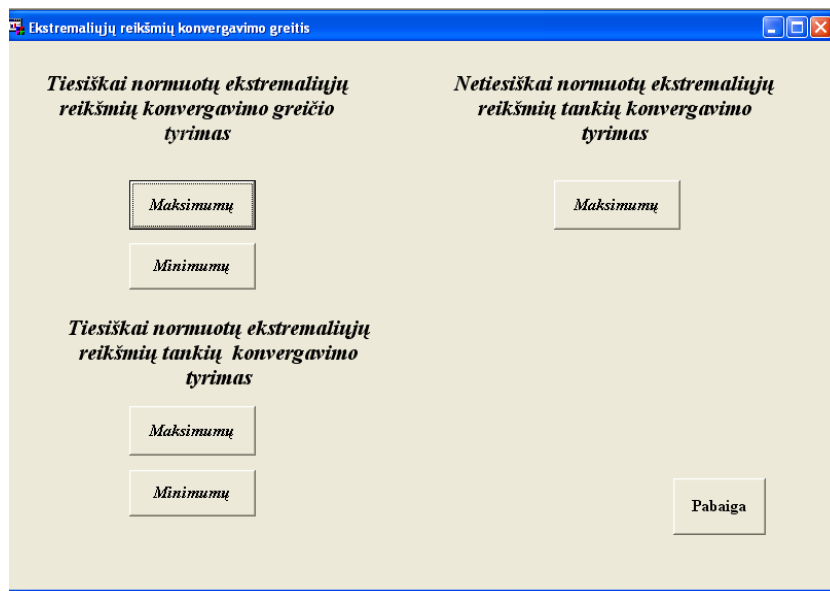 Ekstremaliųjų reikšmių konvergavimo greitis
Tiesiškai normuotų ekstremaliųjų
reikšmių konvergavimo greičio
tyrimas
Maksimumų
Minimumų
Tiesiškai normuotų ekstremaliųjų
reikšmių tankių konvergavimo
tyrimas
Maksimumų
Minimumų
Netiesiškai normuotų ekstremaliųjų
reikšmių tankių konvergavimo
tyrimas
Maksimumų
Pabaiga